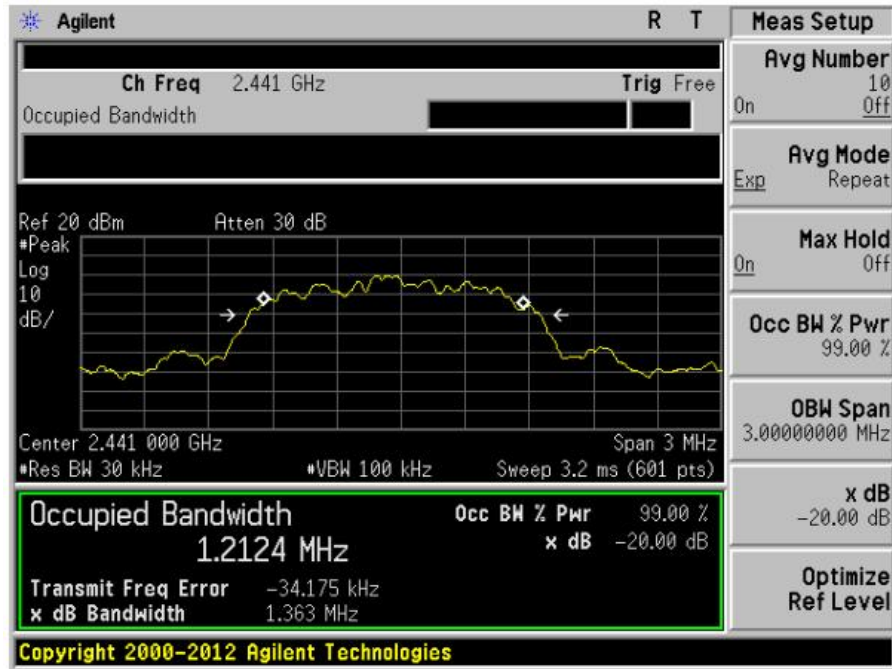 Agilent R T Meas Setup
Ch Freq 2.441 GHz Trig Free
Occupied Bandwidth
Avg Number
10
On Off
Avg Mode
Exp Repeat
Max Hold
On Off
Occ BW % Pwr
99.00 %
OBW Span
3.00000000 MHz
x dB
-20.00 dB
Optimize
Ref Level
Ref 20 dBm Atten 30 dB
#Peak
Log
10
dB/
Center 2.441 000 GHz Span 3 MHz
#Res BW 30 kHz #VBW 100 kHz Sweep 3.2 ms (601 pts)
Occupied Bandwidth Occ BW % Pwr 99.00 %
1.2124 MHz x dB -20.00 dB
Transmit Freq Error -34.175 kHz
x dB Bandwidth 1.363 MHz
Copyright 2000-2012 Agilent Technologies